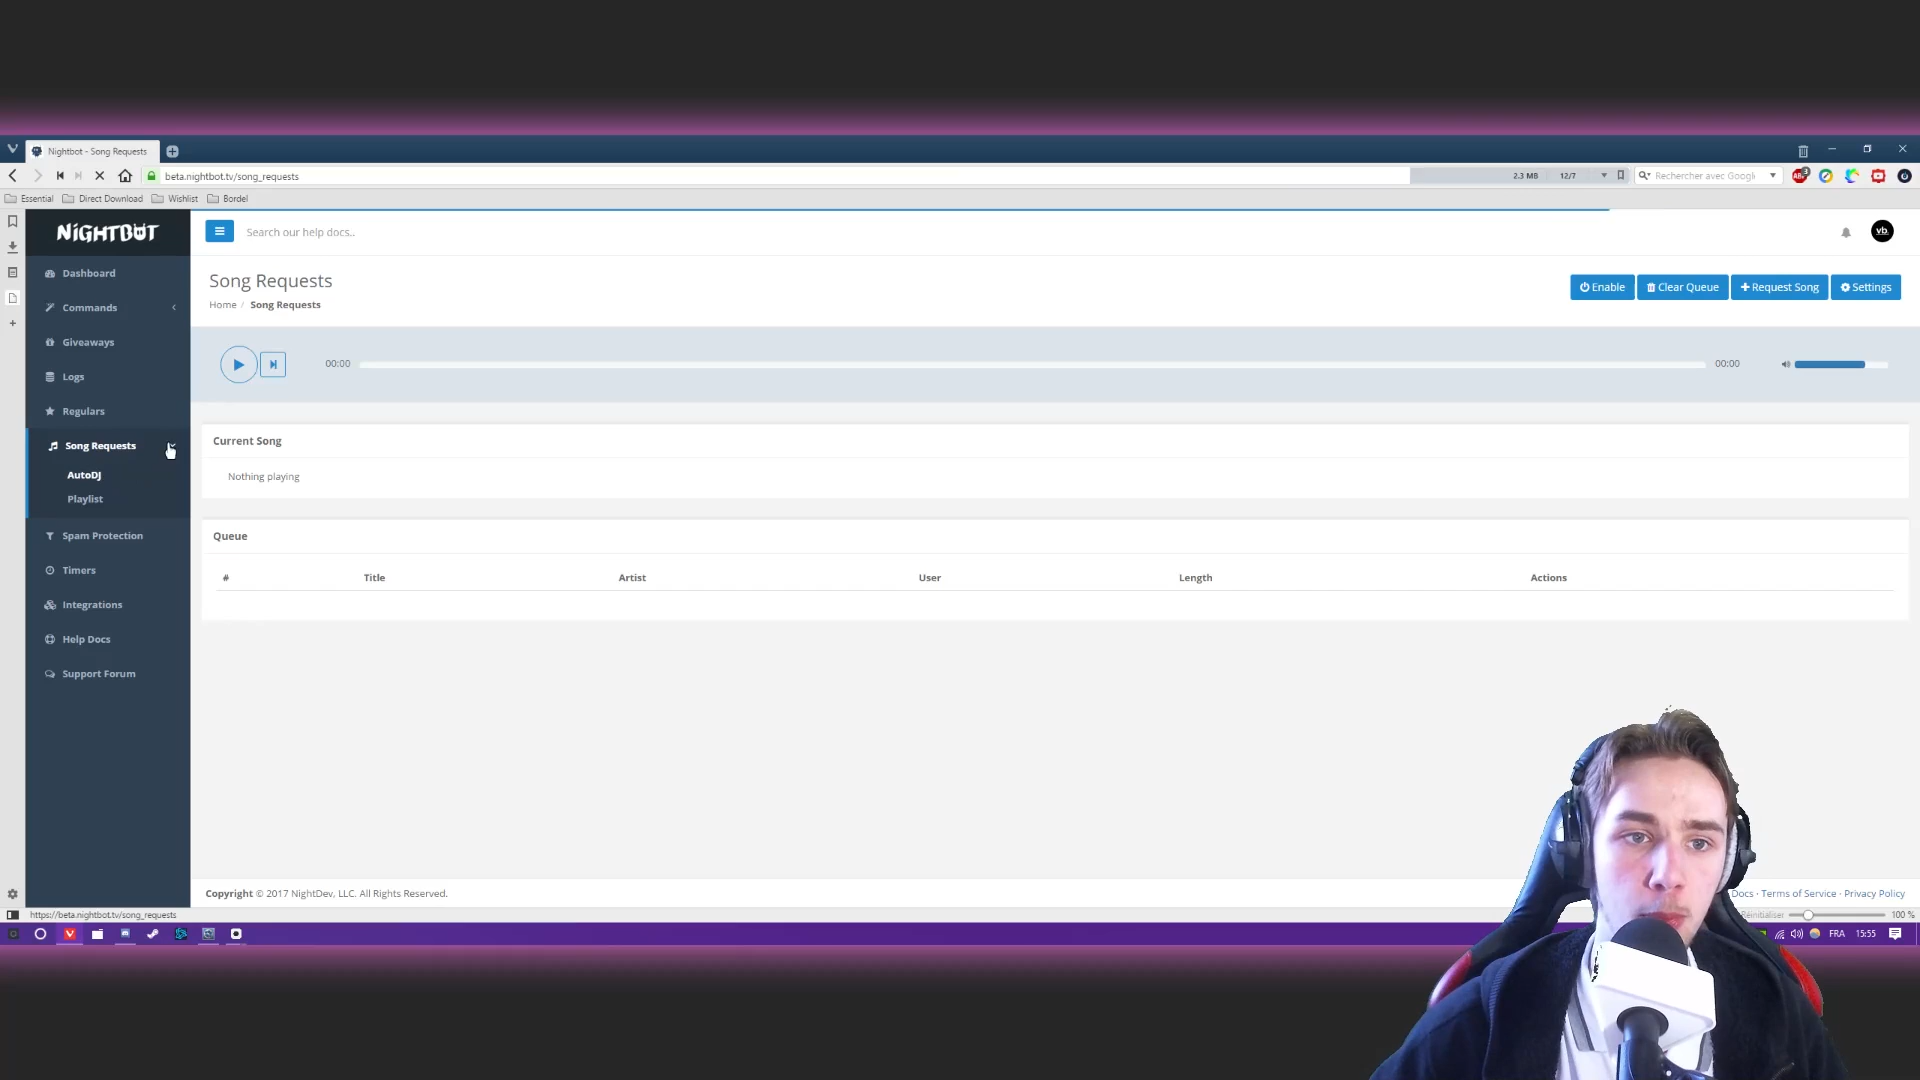 Nightbot - Song Requests
beta.nightbot.tv/song_requests
2.3 MB 12/7
Rechercher avec Googl
Essential Direct Download Wishlist Bordel
NIGHTBOT
Search our help docs..
vb
Dashboard
Commands
Giveaways
Logs
Regulars
Song Requests
AutoDJ
Playlist
Spam Protection
Timers
Integrations
Help Docs
Support Forum
Song Requests
Home / Song Requests
Enable Clear Queue Request Song Settings
00:00 00:00
Current Song
Nothing playing
Queue
# Title Artist User Length Actions
Copyright © 2017 NightDev, LLC. All Rights Reserved.
Docs · Terms of Service · Privacy Policy
https://beta.nightbot.tv/song_requests
Réinitialiser 100 %
FRA 15:55